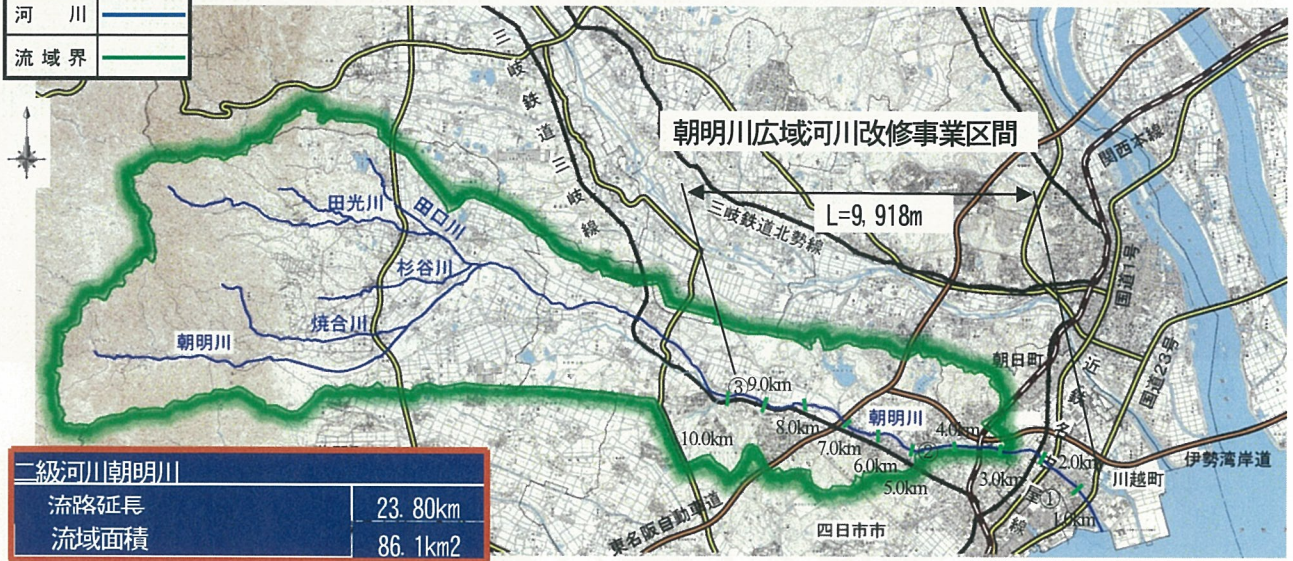 河川
流域界
三岐鉄道三岐線
朝明川広域河川改修事業区間
L=9,918m
三岐鉄道北勢線
関西本線
国道1号
国道23号
近鉄名古屋線
朝日町
川越町
伊勢湾岸道
四日市市
東名阪自動車道
田光川
田口川
杉谷川
焼合川
朝明川
朝明川
③
9.0km
10.0km
8.0km
7.0km
6.0km
5.0km
4.0km
3.0km
2.0km
①
1.0km
二級河川朝明川
流路延長 23.80km
流域面積 86.1km2